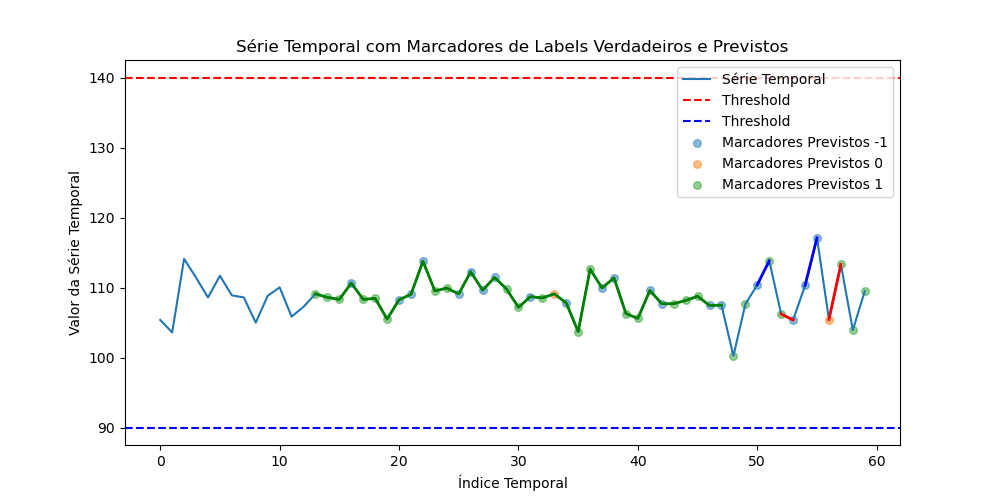 Série Temporal com Marcadores de Labels Verdadeiros e Previstos
Valor da Série Temporal
140
130
120
110
100
90
Série Temporal
Threshold
Threshold
Marcadores Previstos -1
Marcadores Previstos 0
Marcadores Previstos 1
0 10 20 30 40 50 60
Índice Temporal